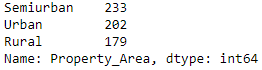 Semiurban    233
Urban        202
Rural        179
Name: Property_Area, dtype: int64